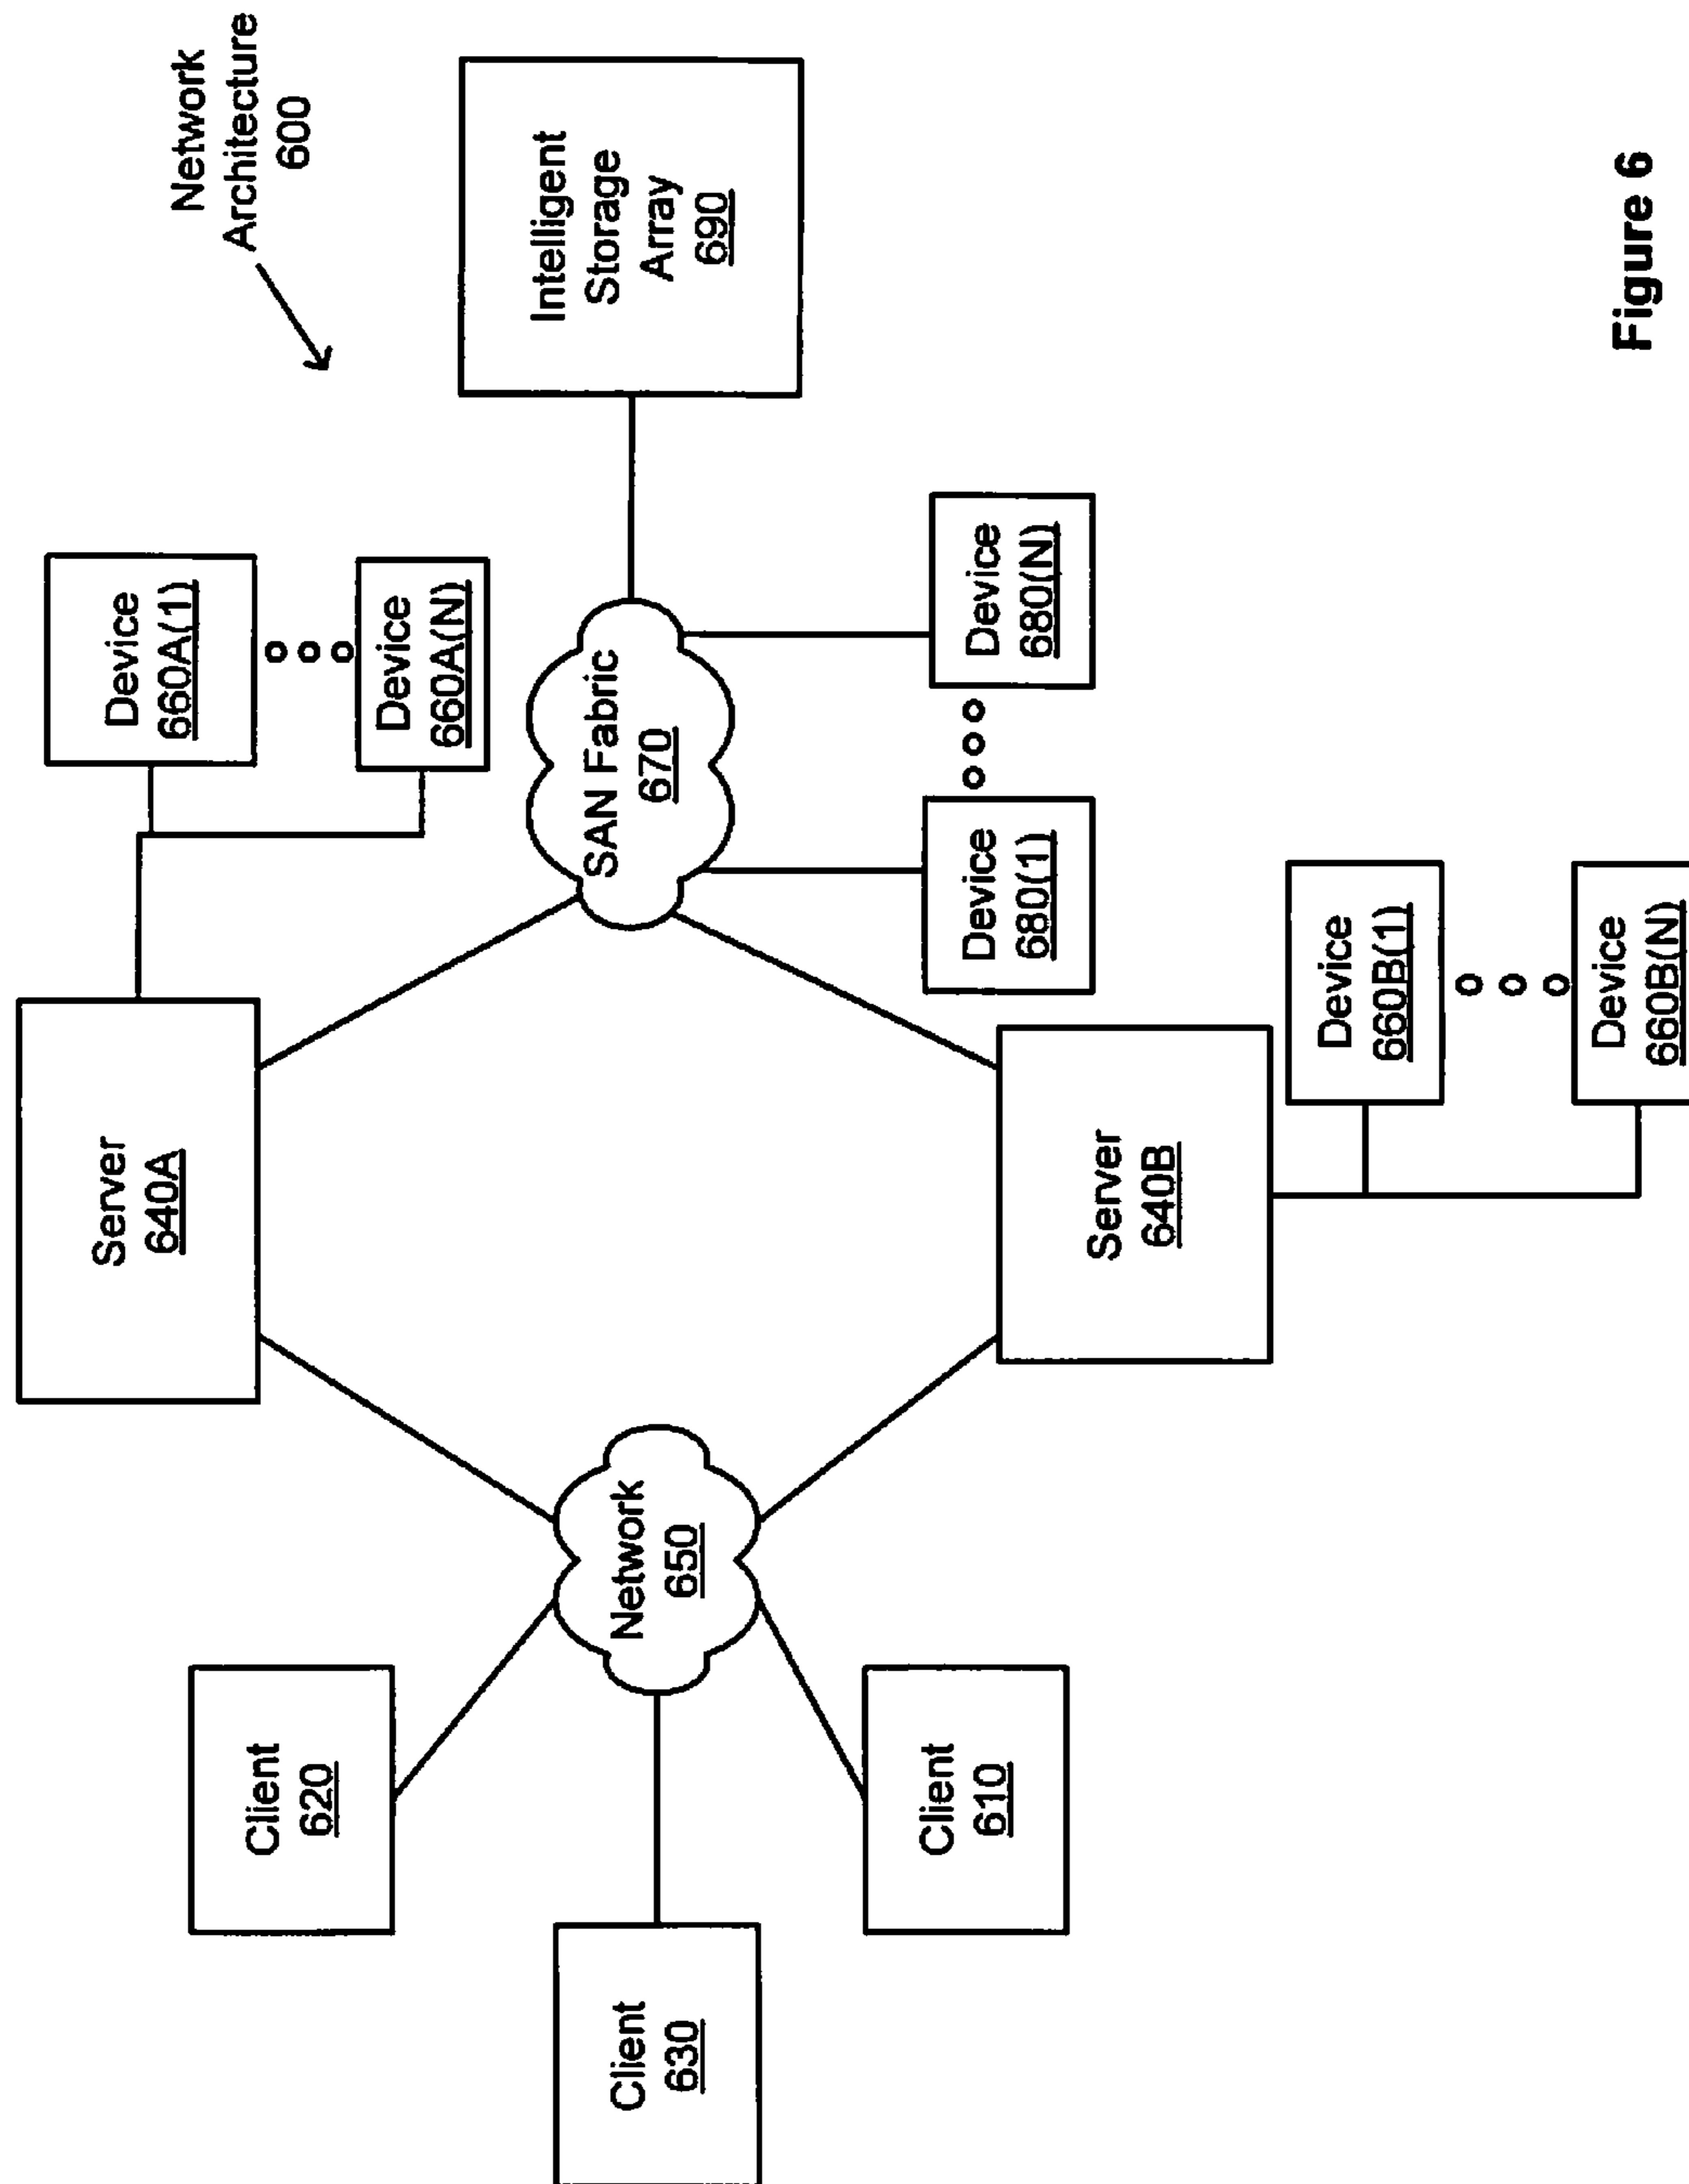 Network
Architecture
600
Device
660A(1)
Device
660A(N)
Server
640A
Intelligent
Storage
Array
690
SAN Fabric
670
Client
620
Network
650
Client
630
Device
680(1)
Device
680(N)
Client
610
Server
640B
Device
660B(1)
Device
660B(N)
Figure 6